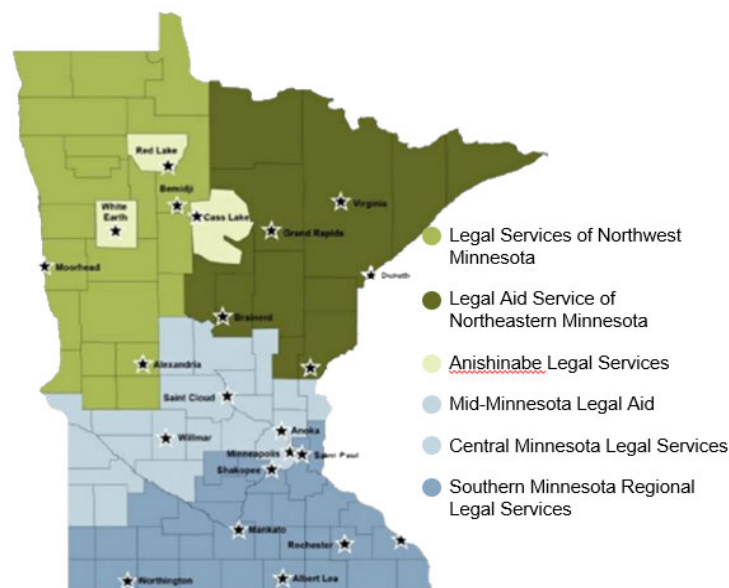 Red Lake
Bemidji
White
Earth
Cass Lake
Virginia
Grand Rapids
Moorhead
Duluth
Brainerd
Alexandria
Saint Cloud
Anoka
Willmar
Minneapolis
Saint Paul
Shakopee
Mankato
Rochester
Worthington
Albert Lea
Legal Services of Northwest
Minnesota
Legal Aid Service of
Northeastern Minnesota
Anishinabe Legal Services
Mid-Minnesota Legal Aid
Central Minnesota Legal Services
Southern Minnesota Regional
Legal Services